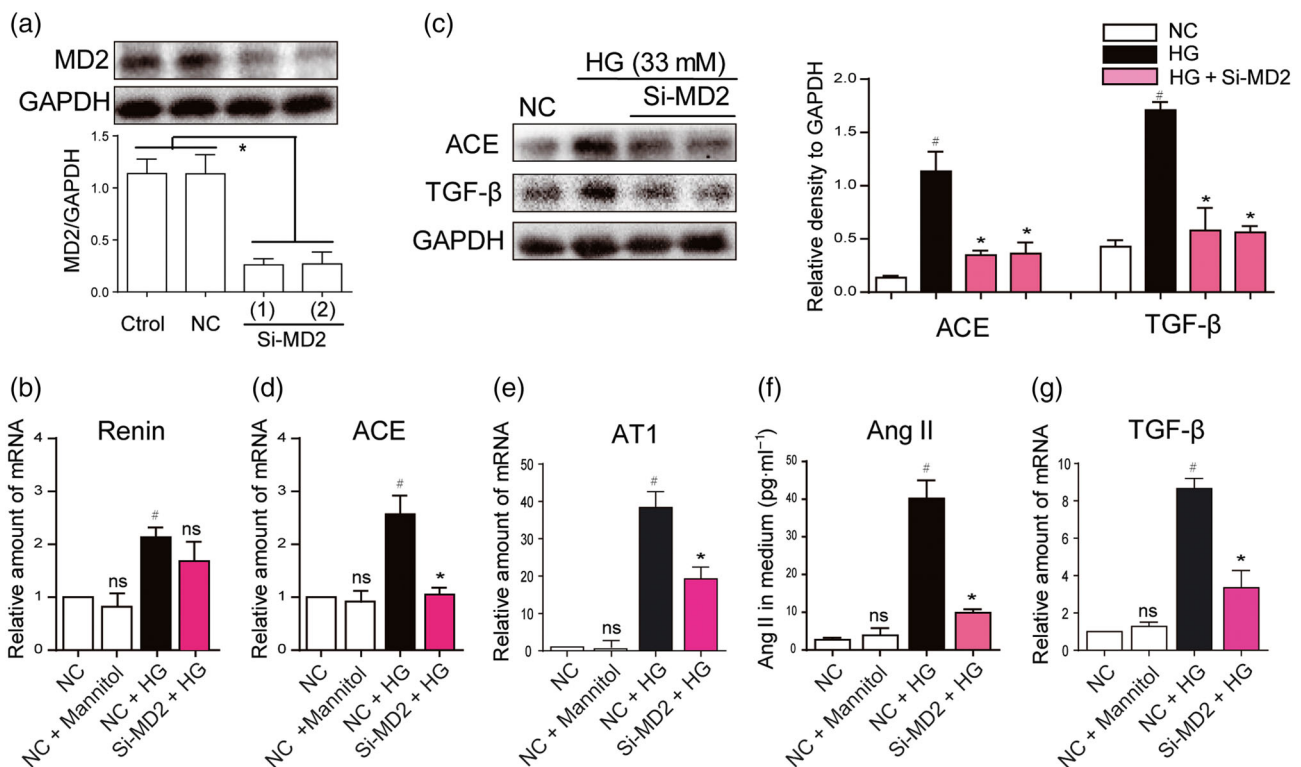 (a)
MD2
GAPDH
MD2/GAPDH
1.5
1.0
0.5
0.0
*
Ctrol NC (1) (2)
Si-MD2
(c)
HG (33 mM)
NC Si-MD2
ACE
TGF-β
GAPDH
NC
HG
HG + Si-MD2
Relative density to GAPDH
2.0
1.5
1.0
0.5
0.0
# * * # * *
ACE TGF-β
(b)
Renin
Relative amount of mRNA
4
3
2
1
0
ns # ns
NC
NC + Mannitol
NC + HG
Si-MD2 + HG
(d)
ACE
Relative amount of mRNA
4
3
2
1
0
ns # *
NC
NC +Mannitol
NC + HG
Si-MD2 + HG
(e)
AT1
Relative amount of mRNA
50
40
30
20
10
0
ns # *
NC
NC + Mannitol
NC + HG
Si-MD2 + HG
(f)
Ang II
Ang II in medium (pg·ml⁻¹)
50
40
30
20
10
0
ns # *
NC
NC + Mannitol
NC + HG
Si-MD2 + HG
(g)
TGF-β
Relative amount of mRNA
10
8
6
4
2
0
ns # *
NC
NC + Mannitol
NC + HG
Si-MD2 + HG